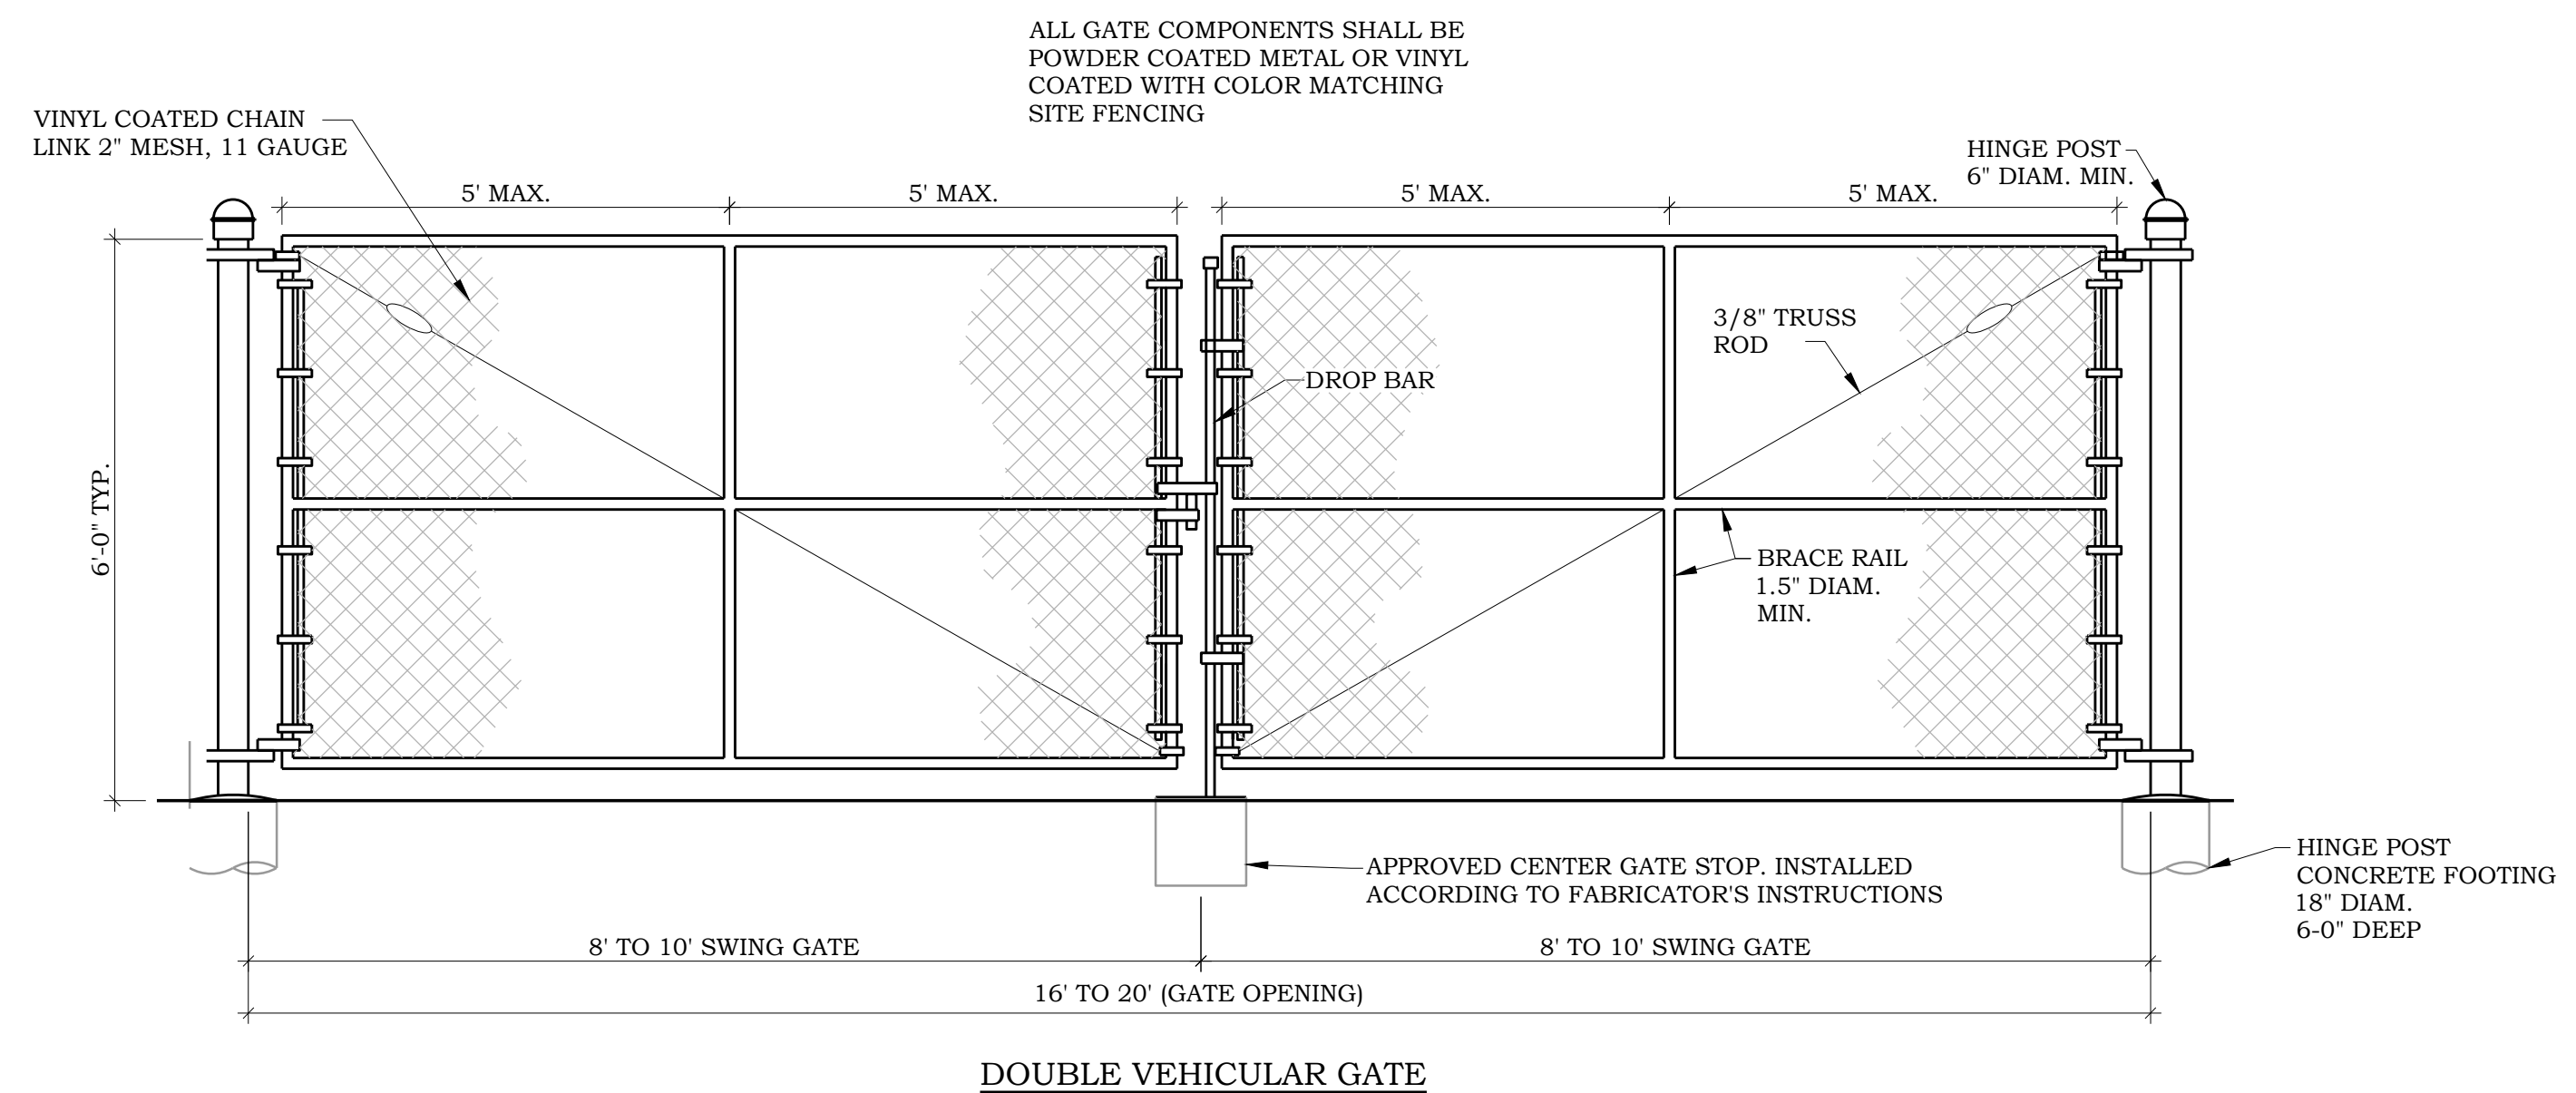 ALL GATE COMPONENTS SHALL BE
POWDER COATED METAL OR VINYL
COATED WITH COLOR MATCHING
SITE FENCING
VINYL COATED CHAIN
LINK 2" MESH, 11 GAUGE
HINGE POST
6" DIAM. MIN.
5' MAX.
5' MAX.
5' MAX.
5' MAX.
3/8" TRUSS
ROD
DROP BAR
6'-0" TYP.
BRACE RAIL
1.5" DIAM.
MIN.
APPROVED CENTER GATE STOP. INSTALLED
ACCORDING TO FABRICATOR'S INSTRUCTIONS
HINGE POST
CONCRETE FOOTING
18" DIAM.
6-0" DEEP
8' TO 10' SWING GATE
8' TO 10' SWING GATE
16' TO 20' (GATE OPENING)
DOUBLE VEHICULAR GATE